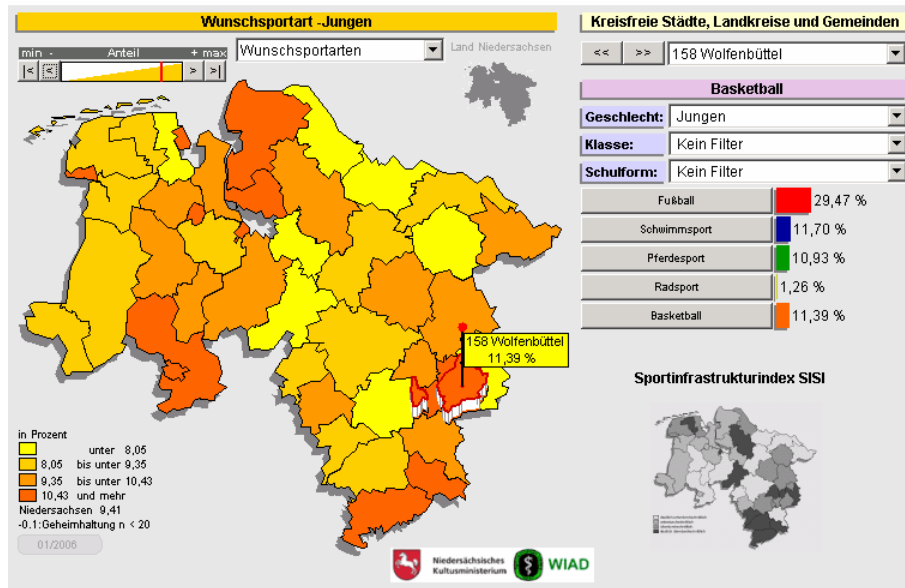 Wunschsportart -Jungen
min - Anteil + max
|< < > >|
Wunschsportarten
Land Niedersachsen
158 Wolfenbüttel
11,39 %
in Prozent
unter 8,05
8,05 bis unter 9,35
9,35 bis unter 10,43
10,43 und mehr
Niedersachsen 9,41
-0.1:Geheimhaltung n < 20
01/2006
Kreisfreie Städte, Landkreise und Gemeinden
<< >> 158 Wolfenbüttel
Basketball
Geschlecht: Jungen
Klasse: Kein Filter
Schulform: Kein Filter
Fußball 29,47 %
Schwimmsport 11,70 %
Pferdesport 10,93 %
Radsport 1,26 %
Basketball 11,39 %
Sportinfrastrukturindex SISI
Niedersächsisches
Kultusministerium
WIAD